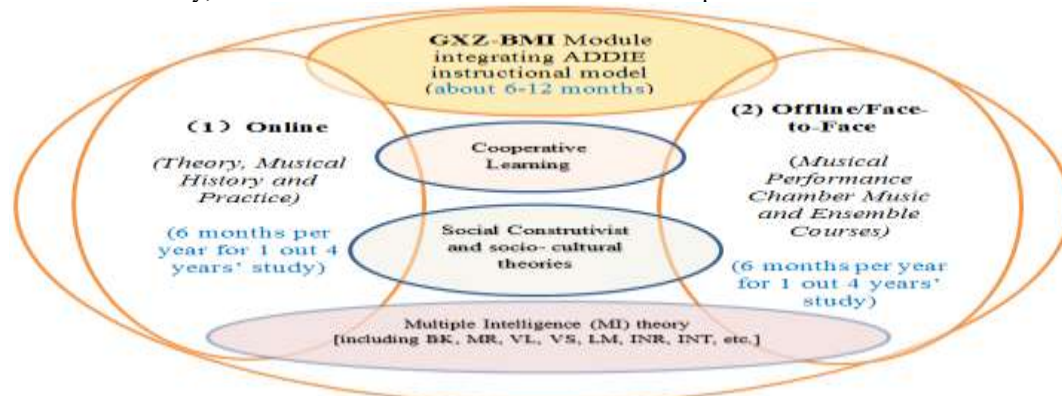 GXZ-BMI Module
integrating ADDIE
instructional model
(about 6-12 months)
(1) Online
(Theory, Musical
History and
Practice)
(6 months per
year for 1 out 4
years' study)
Cooperative
Learning
Social Construtivist
and socio- cultural
theories
(2) Offline/Face-
to-Face
(Musical
Performance
Chamber Music
and Ensemble
Courses)
(6 months per year
for 1 out 4 years'
study)
Multiple Intelligence (MI) theory
[including BK, MR, VL, VS, LM, INR, INT, etc.]